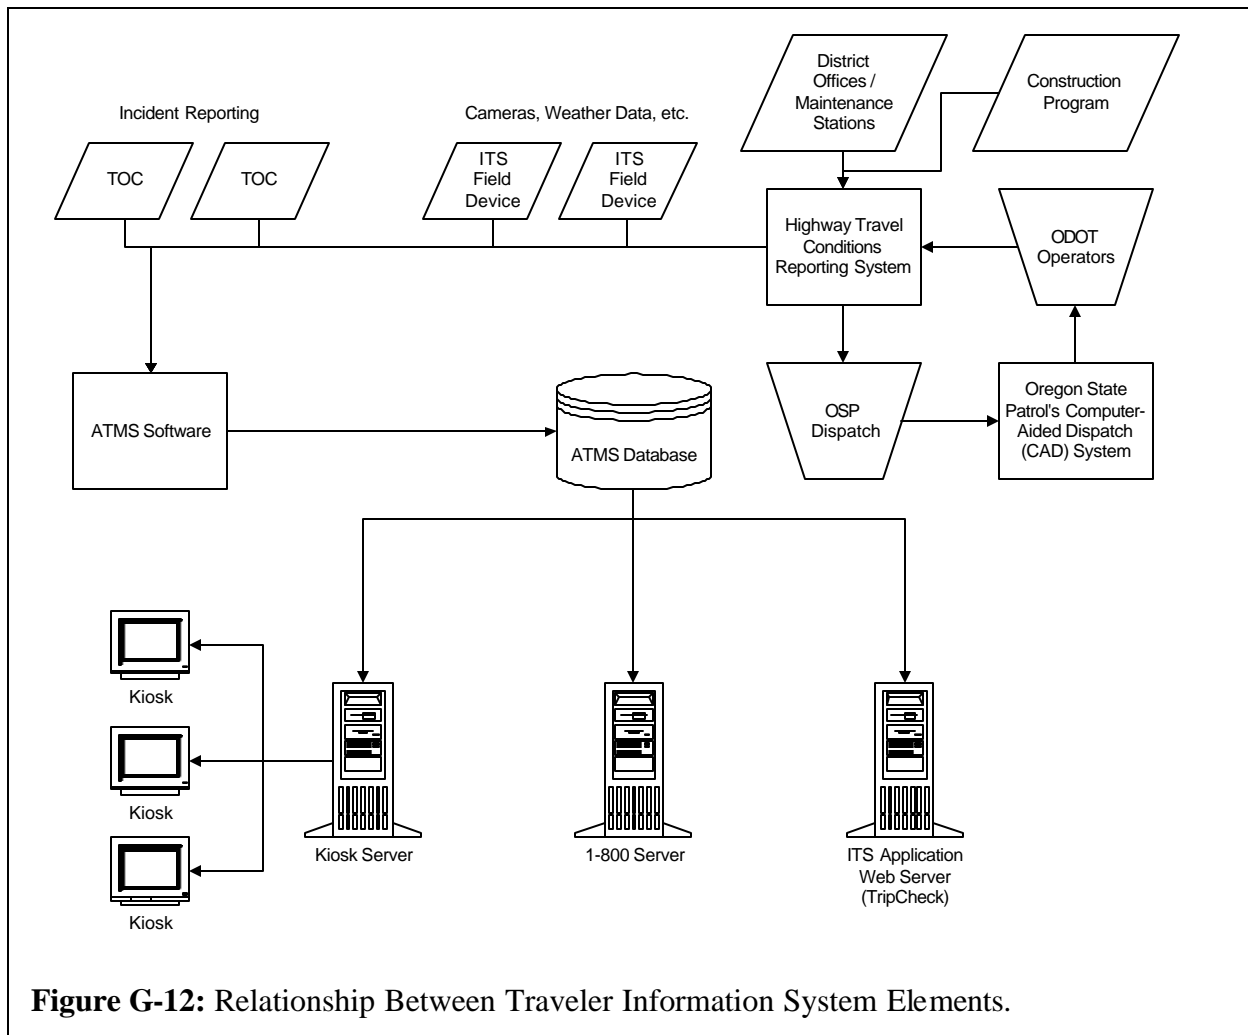 District
Offices /
Maintenance
Stations
Construction
Program
Incident Reporting
Cameras, Weather Data, etc.
TOC
TOC
ITS
Field
Device
ITS
Field
Device
Highway Travel
Conditions
Reporting System
ODOT
Operators
ATMS Software
ATMS Database
OSP
Dispatch
Oregon State
Patrol's Computer-
Aided Dispatch
(CAD) System
Kiosk
Kiosk
Kiosk
Kiosk Server
1-800 Server
ITS Application
Web Server
(TripCheck)
Figure G-12: Relationship Between Traveler Information System Elements.